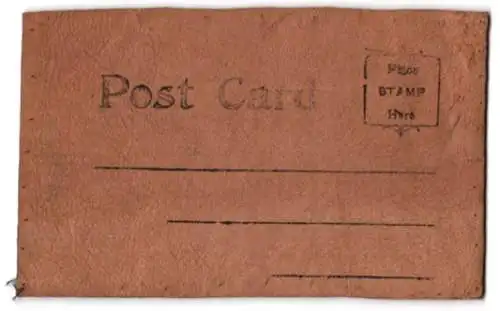 Post Card
Place
STAMP
Here